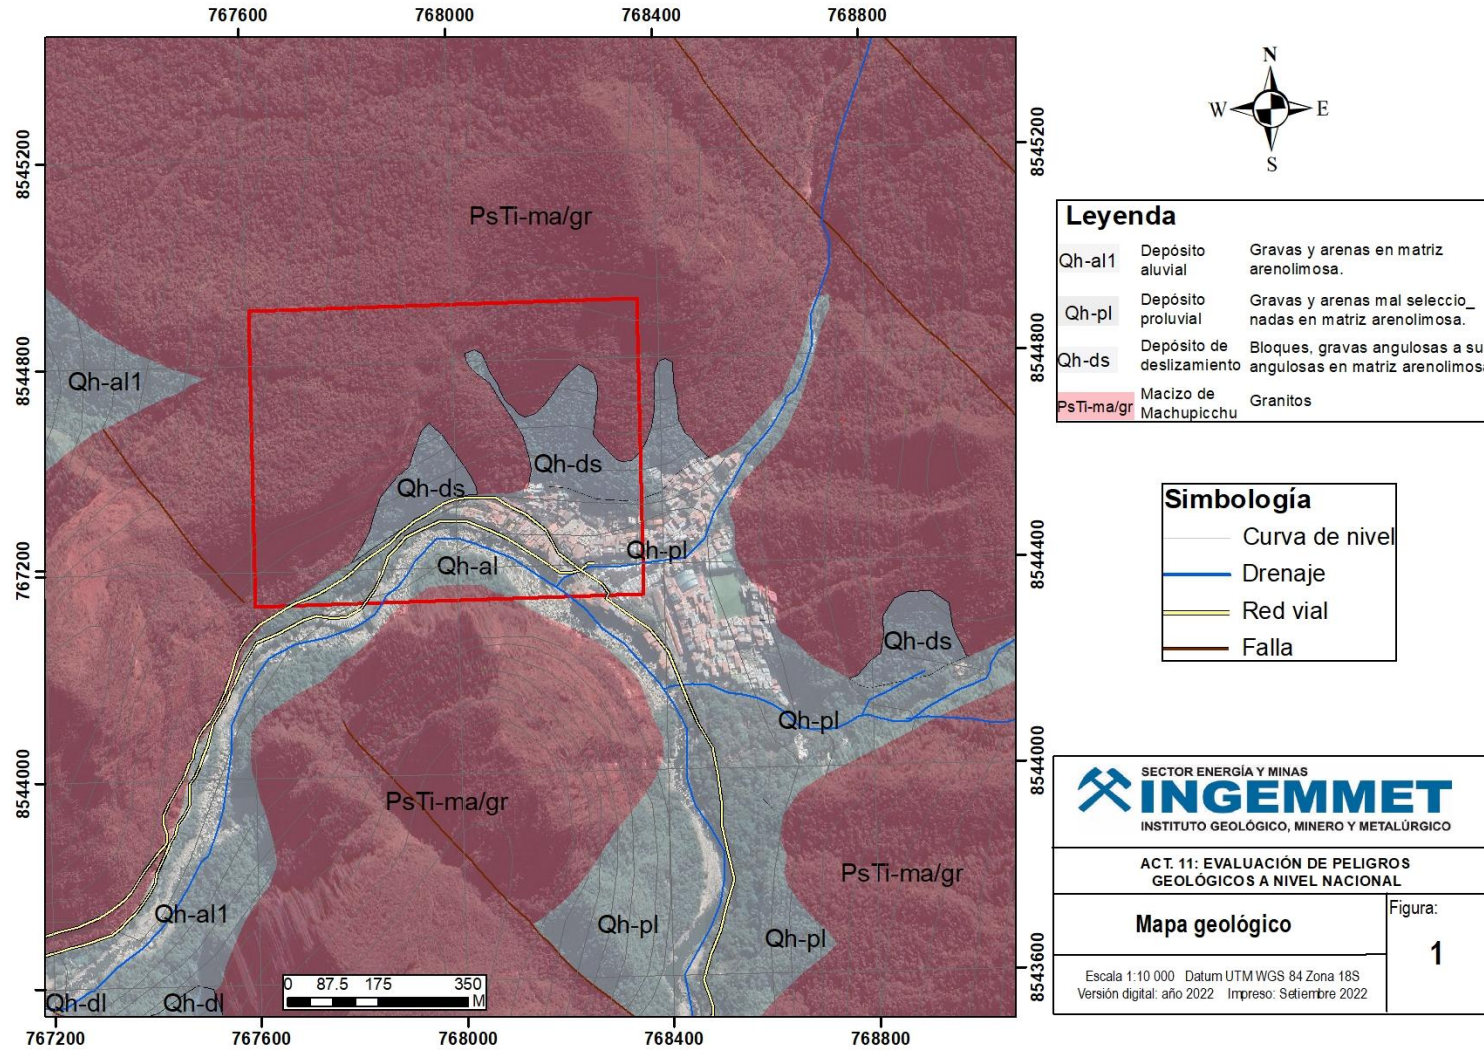 767600
768000
768400
768800
8545200
8544800
767200
8544000
8545200
8544800
8544400
8544000
8543600
767200
767600
768000
768400
768800
PsTi-ma/gr
Qh-al1
Qh-ds
Qh-ds
Qh-pl
Qh-al
Qh-ds
Qh-pl
PsTi-ma/gr
PsTi-ma/gr
Qh-al1
Qh-pl
Qh-pl
Qh-dl
Qh-dl
0 87.5 175 350
M
N
W E
S
Leyenda
Qh-al1 Depósito aluvial Gravas y arenas en matriz
arenolimosa.
Qh-pl Depósito proluvial Gravas y arenas mal seleccio_
nadas en matriz arenolimosa.
Qh-ds Depósito de deslizamiento Bloques, gravas angulosas a su
angulosas en matriz arenolimosa
PsTi-ma/gr Macizo de Machupicchu Granitos
Simbología
Curva de nivel
Drenaje
Red vial
Falla
SECTOR ENERGÍA Y MINAS
INGEMMET
INSTITUTO GEOLÓGICO, MINERO Y METALÚRGICO
ACT. 11: EVALUACIÓN DE PELIGROS
GEOLÓGICOS A NIVEL NACIONAL
Mapa geológico
Figura:
1
Escala 1:10 000 Datum UTM WGS 84 Zona 18S
Versión digital: año 2022 Impreso: Setiembre 2022